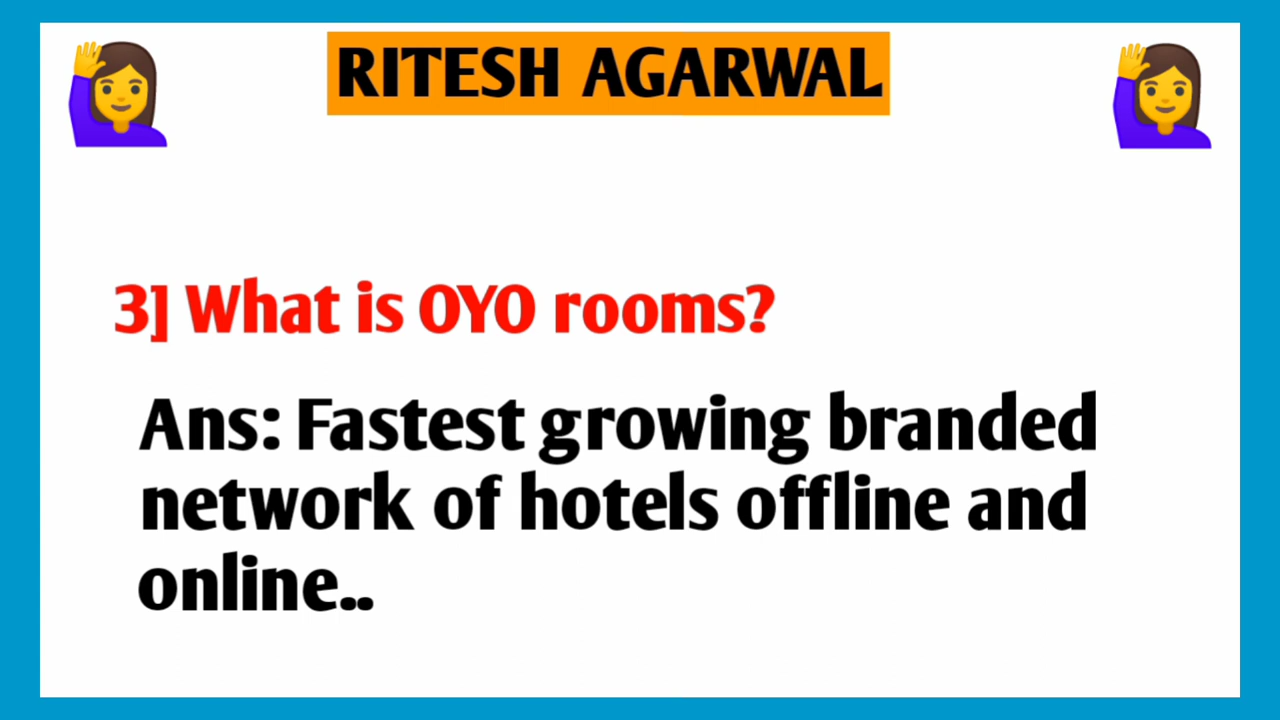 RITESH AGARWAL
3] What is OYO rooms?
Ans: Fastest growing branded
network of hotels offline and
online..